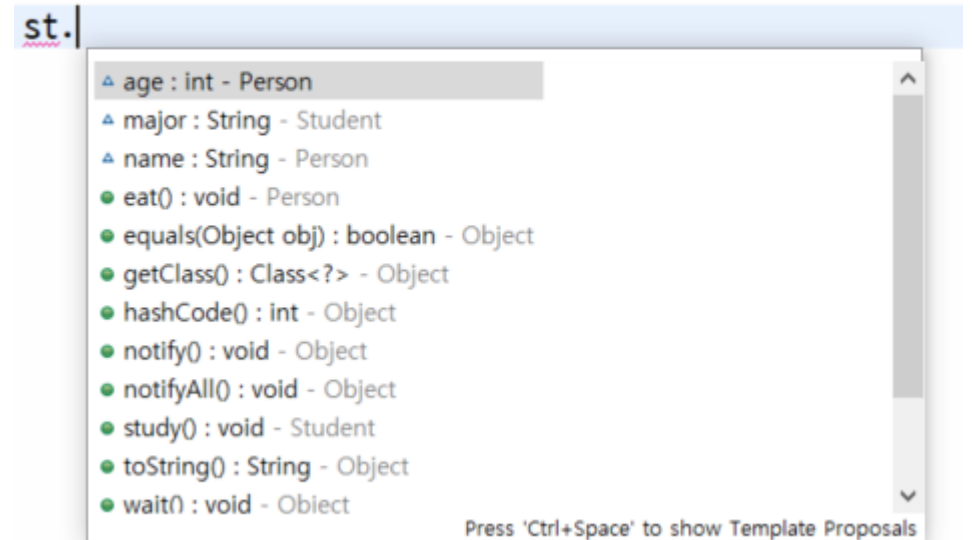 st.
age : int - Person
major : String - Student
name : String - Person
eat() : void - Person
equals(Object obj) : boolean - Object
getClass() : Class<?> - Object
hashCode() : int - Object
notify() : void - Object
notifyAll() : void - Object
study() : void - Student
toString() : String - Object
wait() : void - Object
Press 'Ctrl+Space' to show Template Proposals